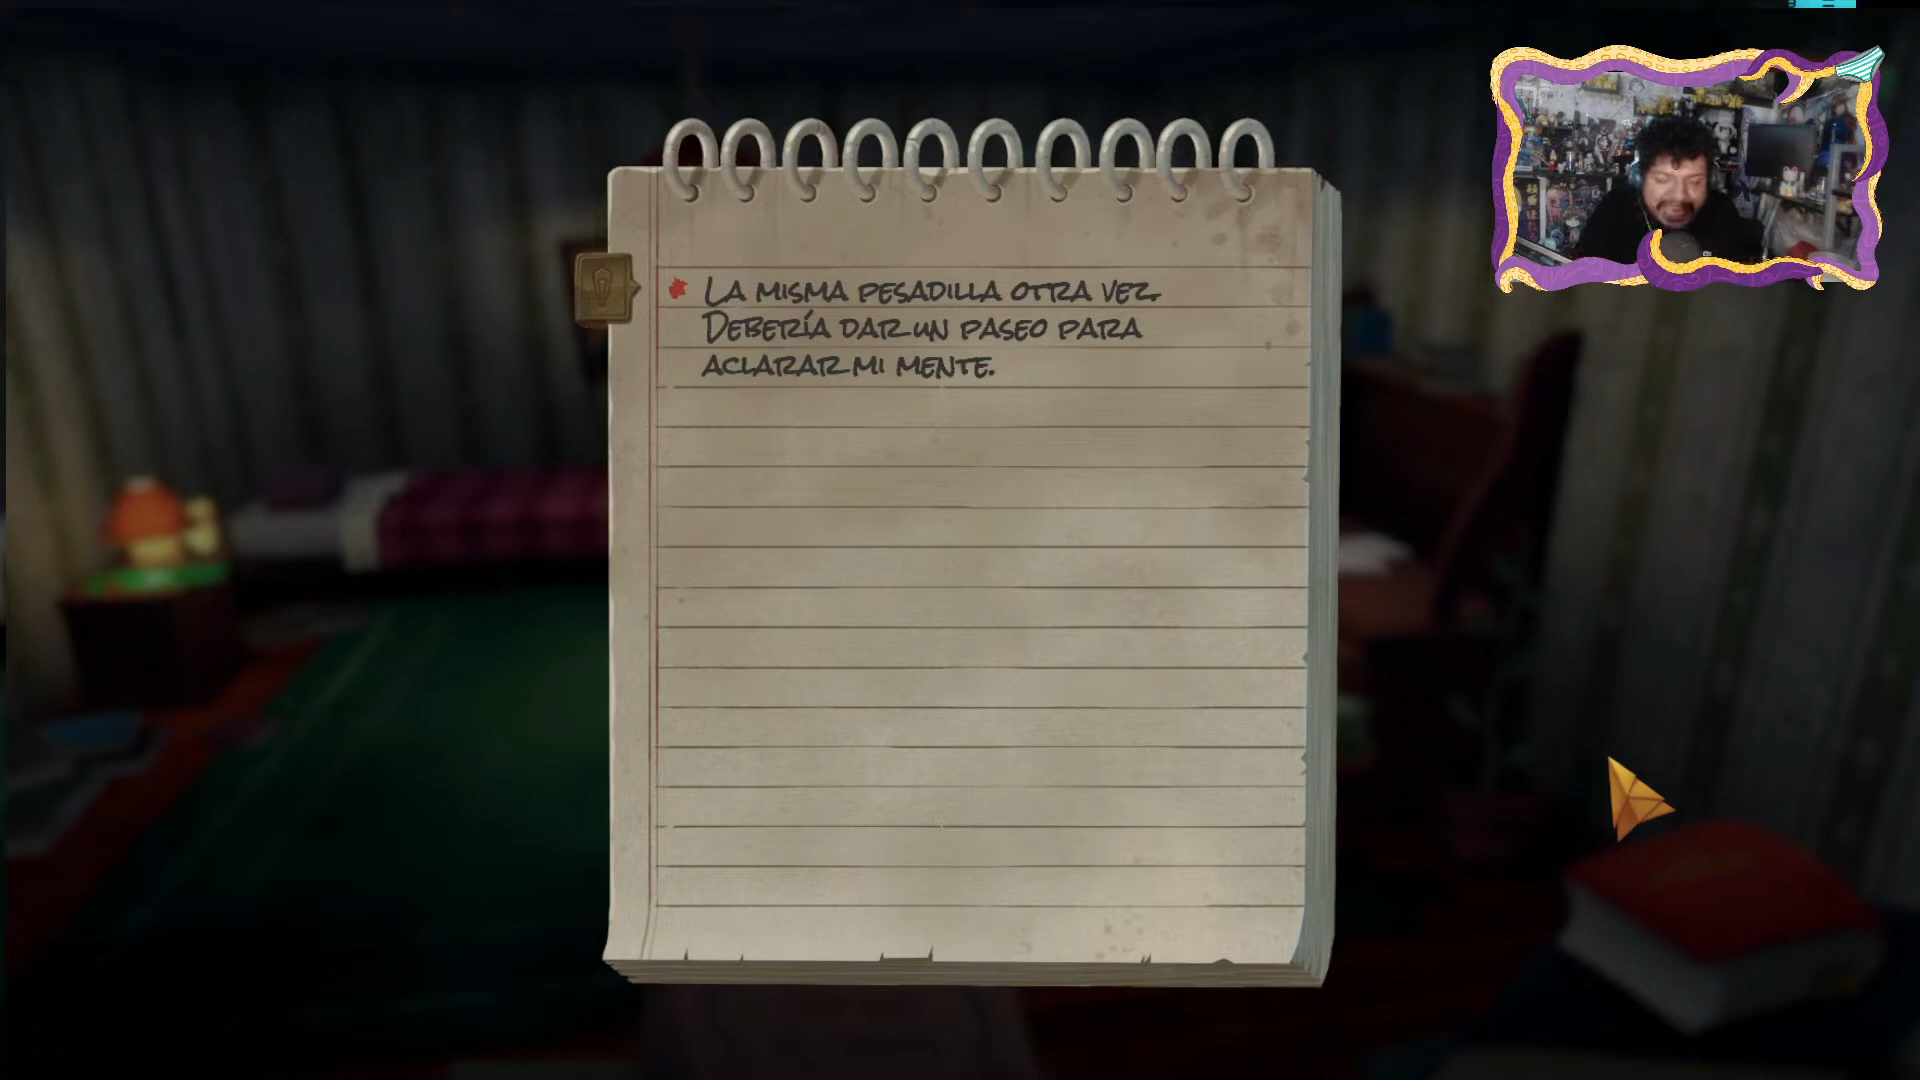 La misma pesadilla otra vez.
Debería dar un paseo para
aclarar mi mente.